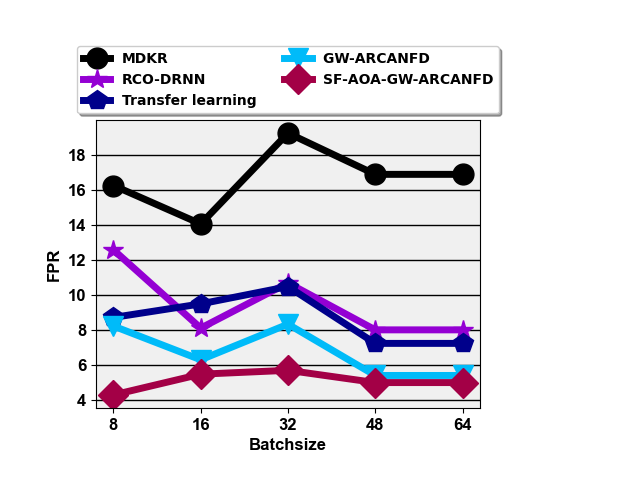 MDKR
RCO-DRNN
Transfer learning
GW-ARCANFD
SF-AOA-GW-ARCANFD
FPR
18
16
14
12
10
8
6
4
8 16 32 48 64
Batchsize